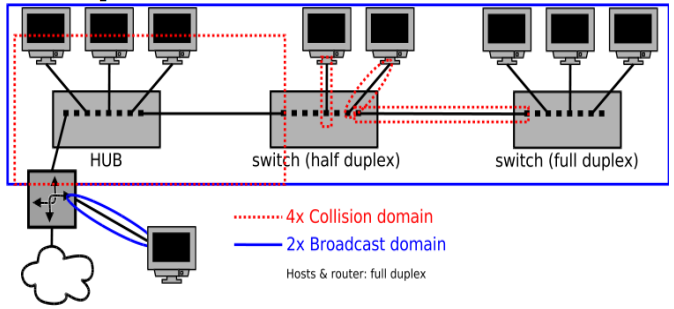 HUB
switch (half duplex)
switch (full duplex)
4x Collision domain
2x Broadcast domain
Hosts & router: full duplex